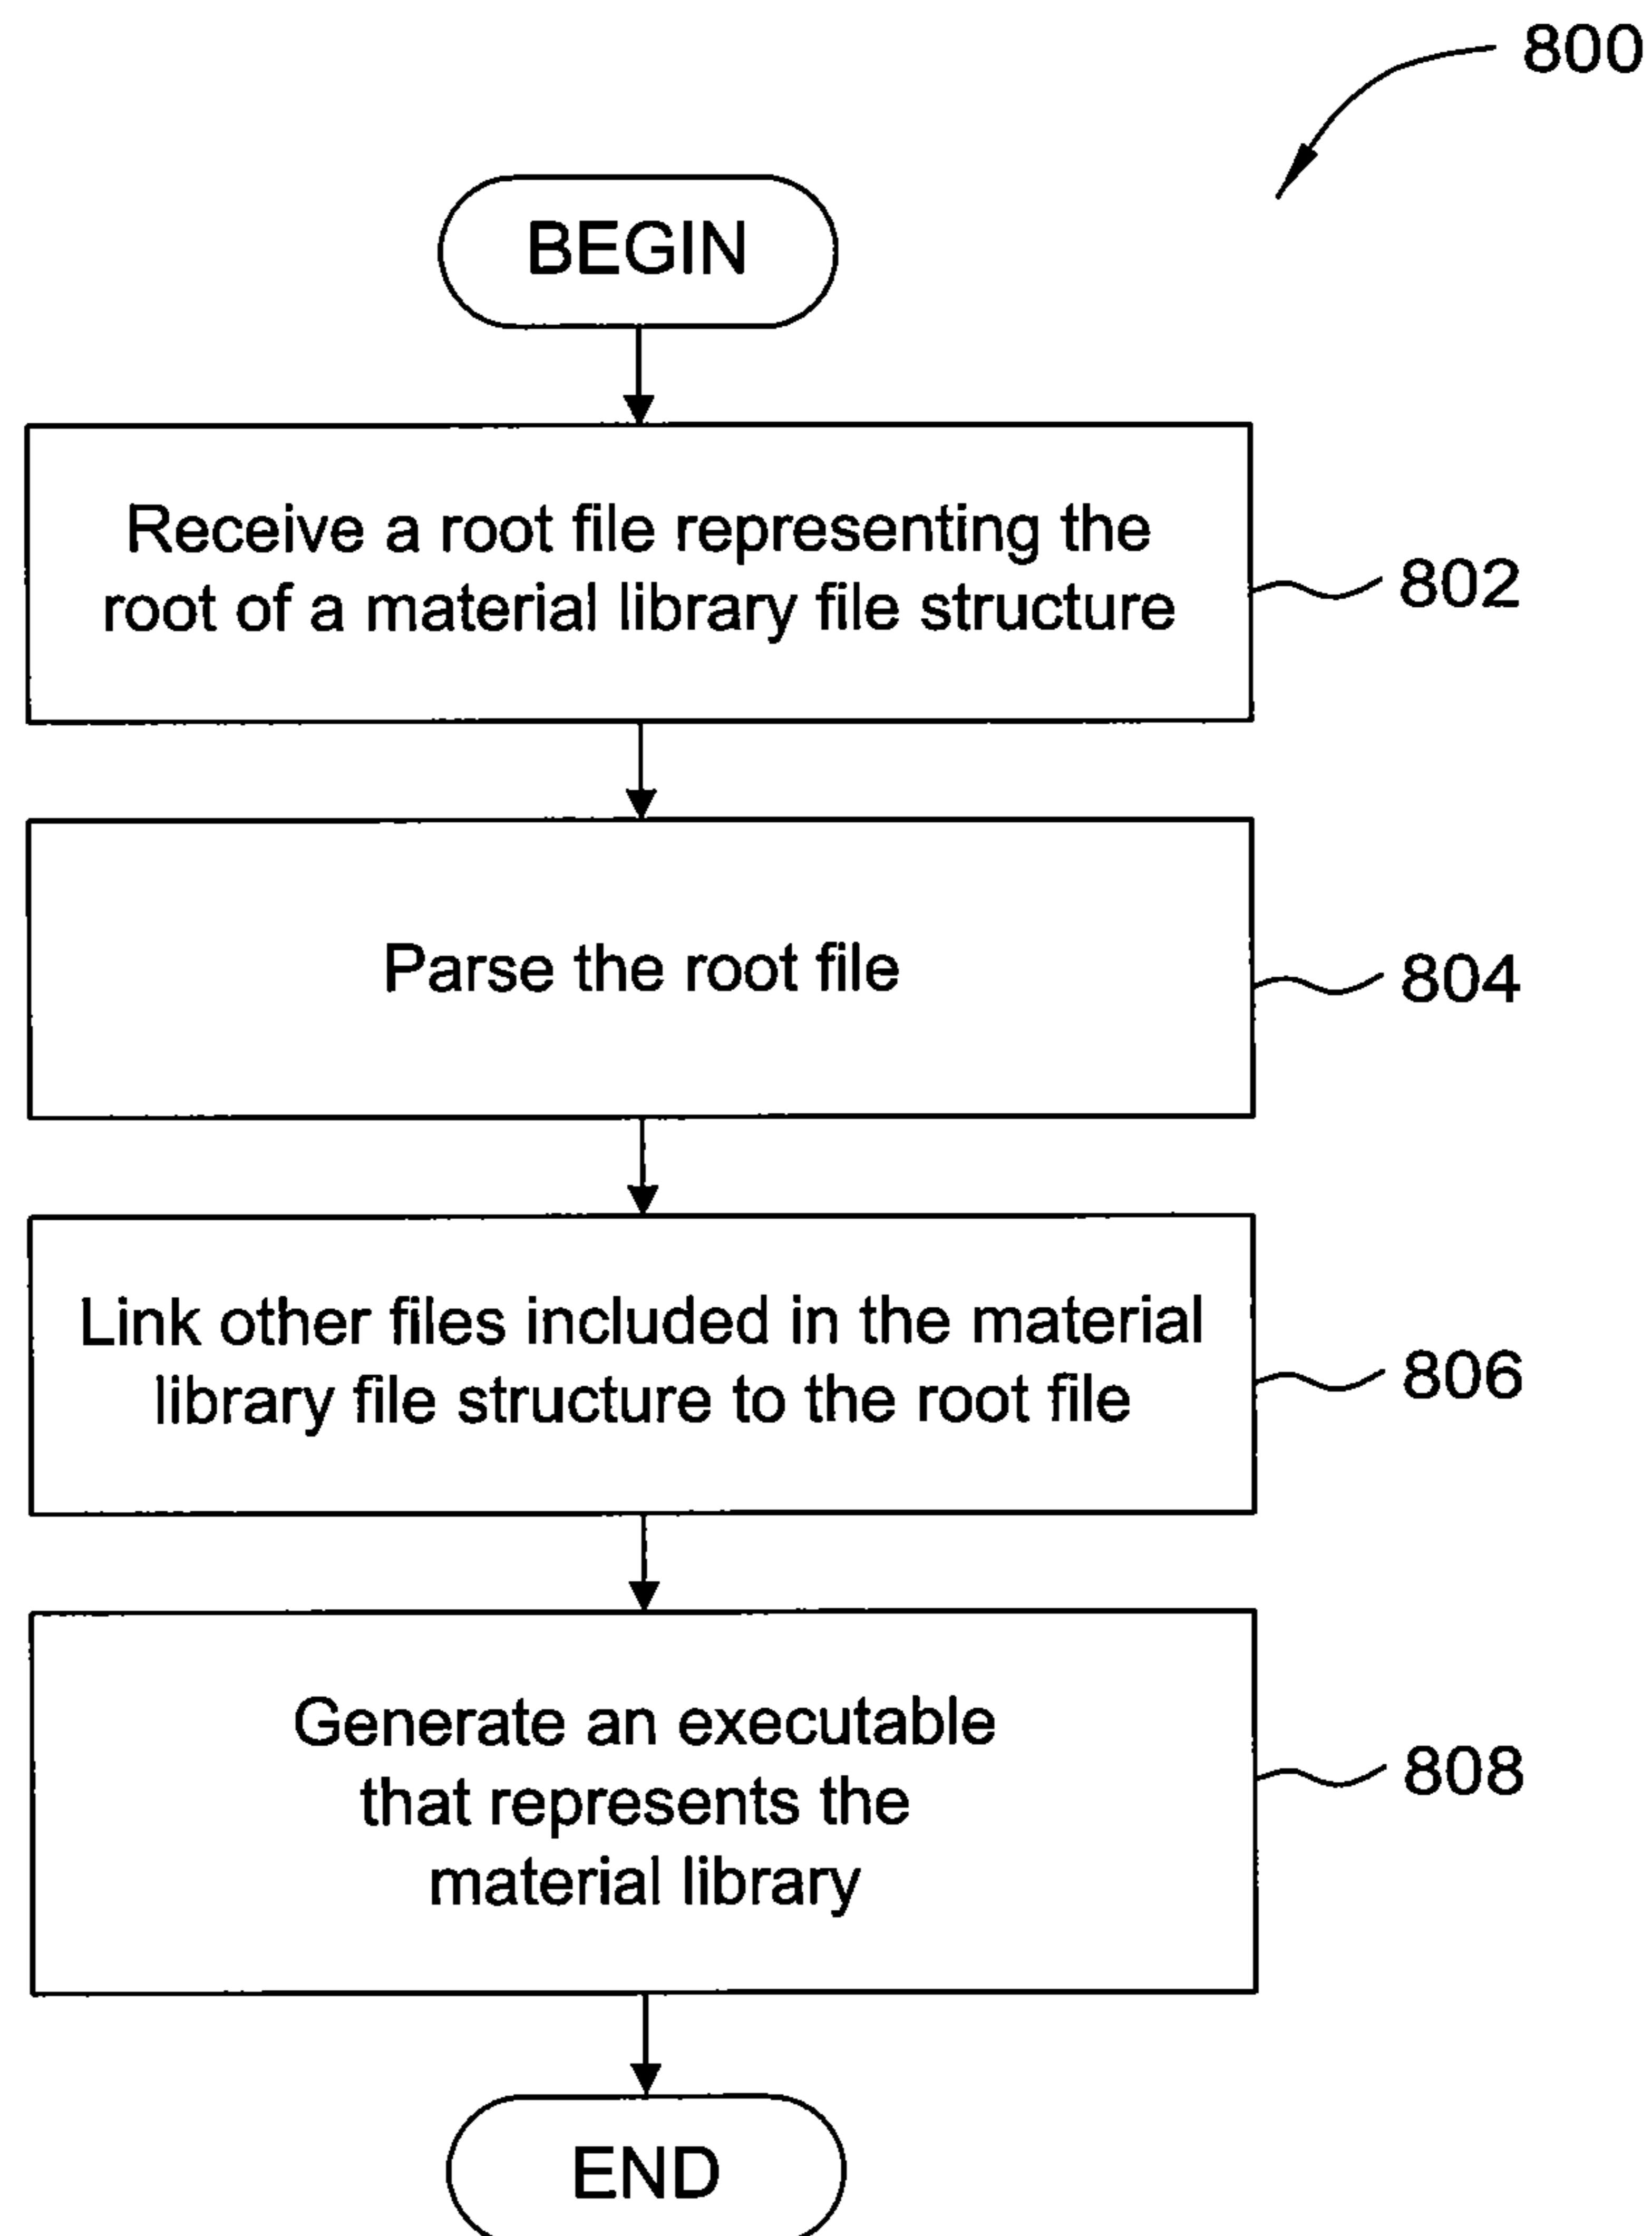 800
BEGIN
Receive a root file representing the
root of a material library file structure
802
Parse the root file
804
Link other files included in the material
library file structure to the root file
806
Generate an executable
that represents the
material library
808
END